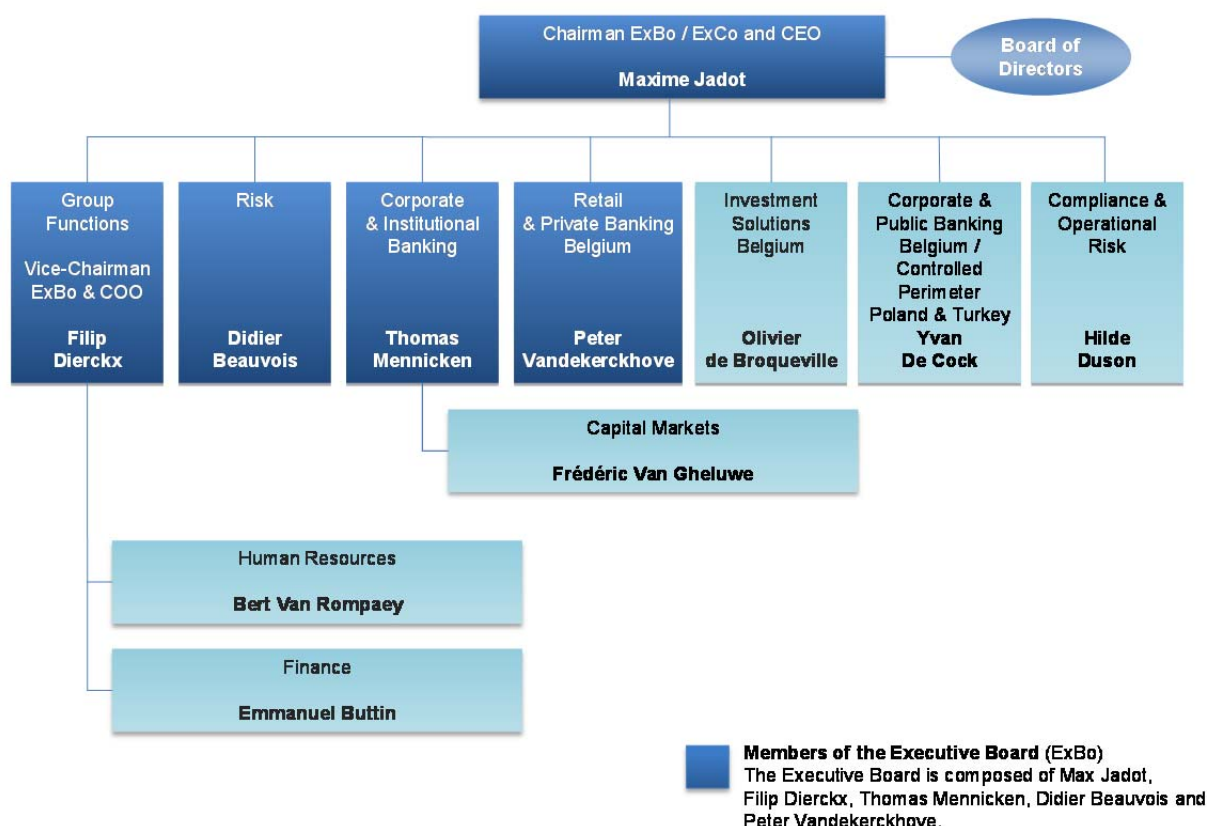 Chairman ExBo / ExCo and CEO
Maxime Jadot
Board of
Directors
Group
Functions
Vice-Chairman
ExBo & COO
Filip
Dierckx
Risk
Didier
Beauvois
Corporate
& Institutional
Banking
Thomas
Mennicken
Retail
& Private Banking
Belgium
Peter
Vandekerckhove
Investment
Solutions
Belgium
Olivier
de Broqueville
Corporate &
Public Banking
Belgium /
Controlled
Perimeter
Poland & Turkey
Yvan
De Cock
Compliance &
Operational
Risk
Hilde
Duson
Capital Markets
Frédéric Van Gheluwe
Human Resources
Bert Van Rompaey
Finance
Emmanuel Buttin
Members of the Executive Board (ExBo)
The Executive Board is composed of Max Jadot,
Filip Dierckx, Thomas Mennicken, Didier Beauvois and
Peter Vandekerckhove.